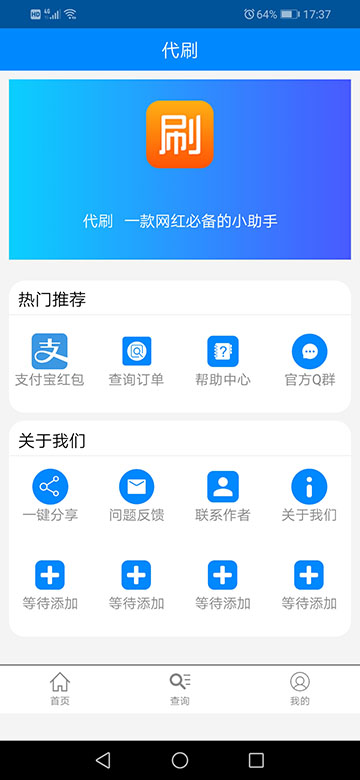 HD 4G 64% 17:37
代刷
刷
代刷 一款网红必备的小助手
热门推荐
支
支付宝红包 查询订单 帮助中心 官方Q群
关于我们
一键分享 问题反馈 联系作者 关于我们
等待添加 等待添加 等待添加 等待添加
首页 查询 我的